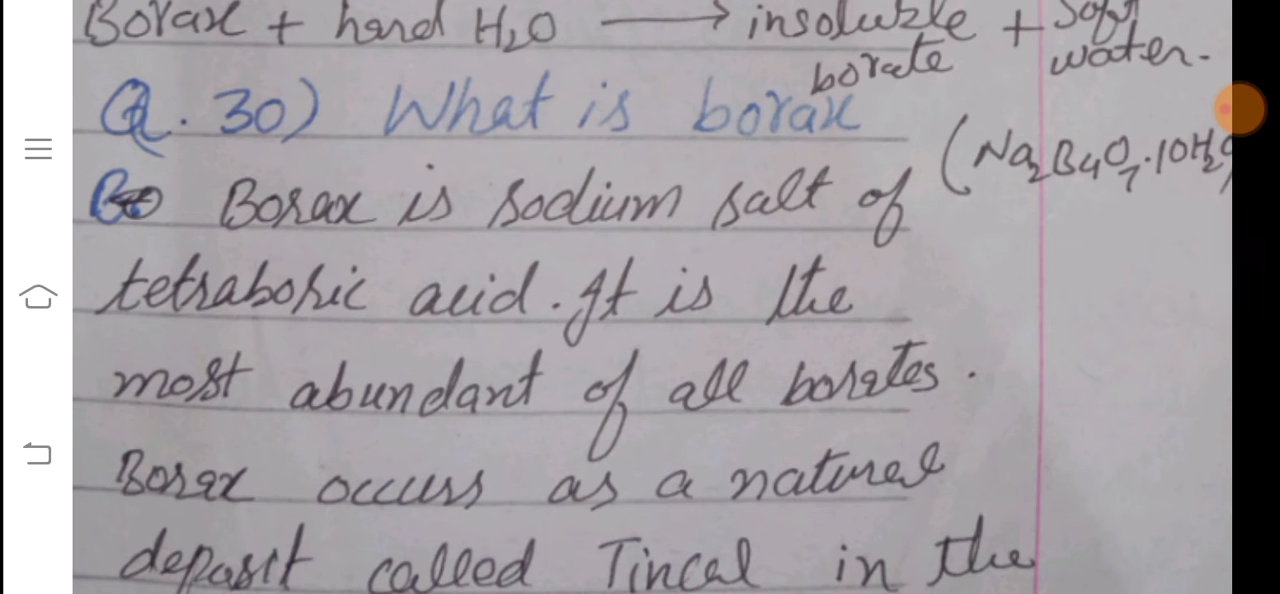 Borax + hard H₂O ⟶ insoluble borate + Soft water.
Q. 30) What is borax
Borax is sodium salt of (Na₂B₄O₇.10H₂O)
tetraboric acid. It is the
most abundant of all borates.
Borax occurs as a natural
deposit called Tincal in the